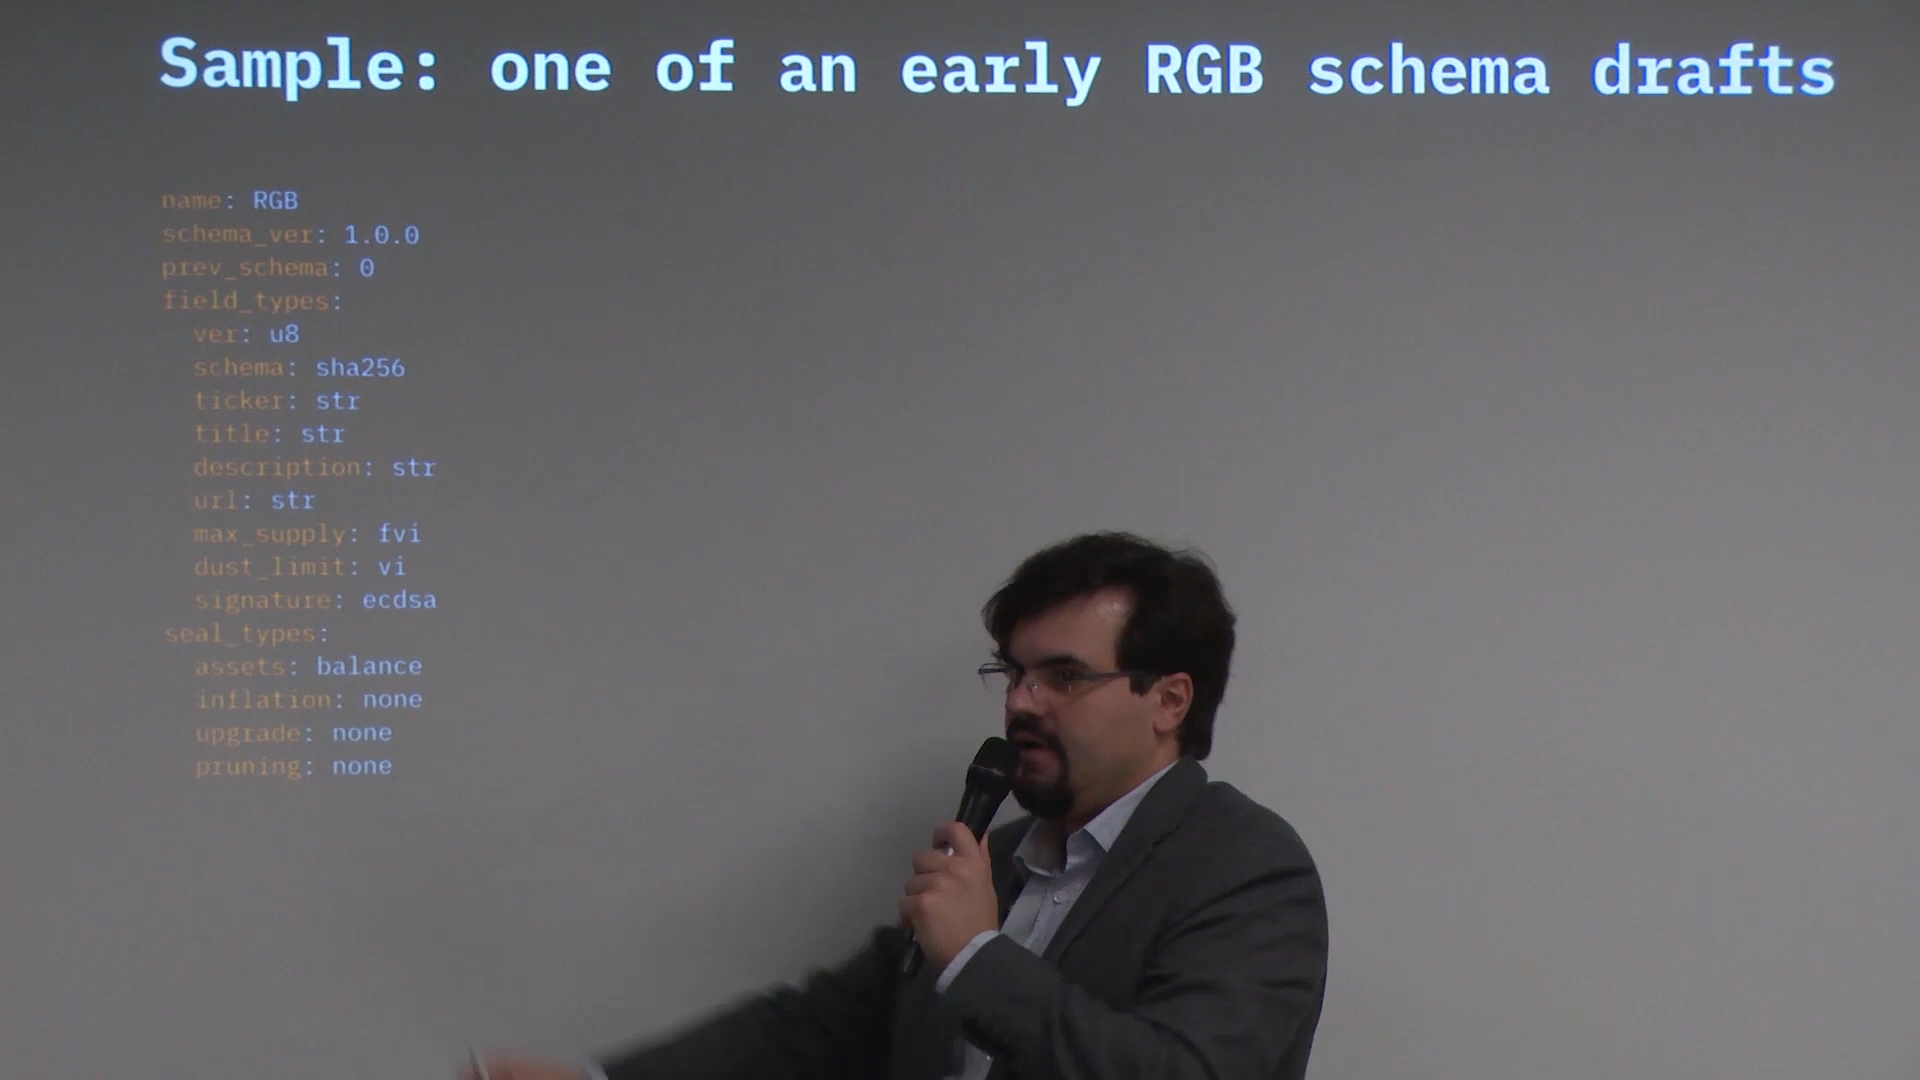 Sample: one of an early RGB schema drafts
name: RGB
schema_ver: 1.0.0
prev_schema: 0
field_types:
ver: u8
schema: sha256
ticker: str
title: str
description: str
url: str
max_supply: fvi
dust_limit: vi
signature: ecdsa
seal_types:
assets: balance
inflation: none
upgrade: none
pruning: none